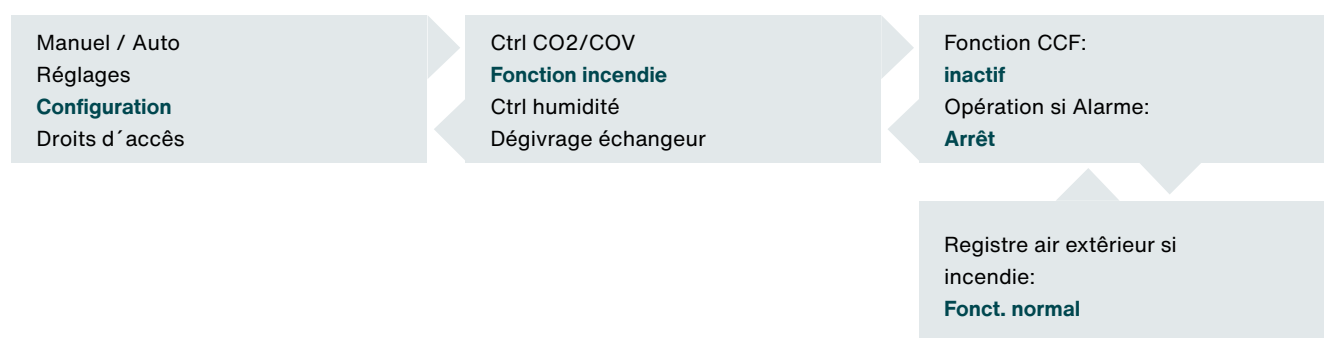 Manuel / Auto
Réglages
Configuration
Droits d´accês
Ctrl CO2/COV
Fonction incendie
Ctrl humidité
Dégivrage échangeur
Fonction CCF:
inactif
Opération si Alarme:
Arrêt
Registre air extêrieur si
incendie:
Fonct. normal